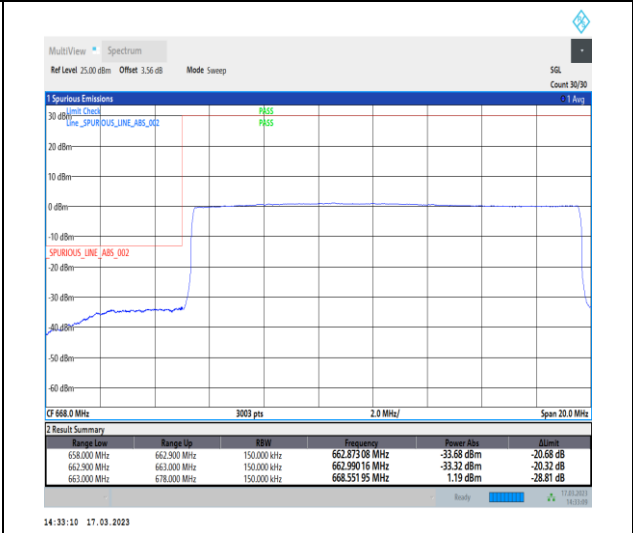 MultiView Spectrum
Ref Level 25.00 dBm Offset 3.56 dB Mode Sweep SGL
Count 30/30
1 Spurious Emissions 1 Avg
Limit Check PASS
30 dBm
Line _SPURIOUS_LINE_ABS_002 PASS
20 dBm
10 dBm
0 dBm
-10 dBm
_SPURIOUS_LINE_ABS_002
-20 dBm
-30 dBm
-40 dBm
-50 dBm
-60 dBm
CF 668.0 MHz 3003 pts 2.0 MHz/ Span 20.0 MHz
2 Result Summary
Range Low Range Up RBW Frequency Power Abs ΔLimit
658.000 MHz 662.900 MHz 150.000 kHz 662.87308 MHz -33.68 dBm -20.68 dB
662.900 MHz 663.000 MHz 150.000 kHz 662.99016 MHz -33.32 dBm -20.32 dB
663.000 MHz 678.000 MHz 150.000 kHz 668.55195 MHz 1.19 dBm -28.81 dB
Ready 17.03.2023
14:33:09
14:33:10 17.03.2023